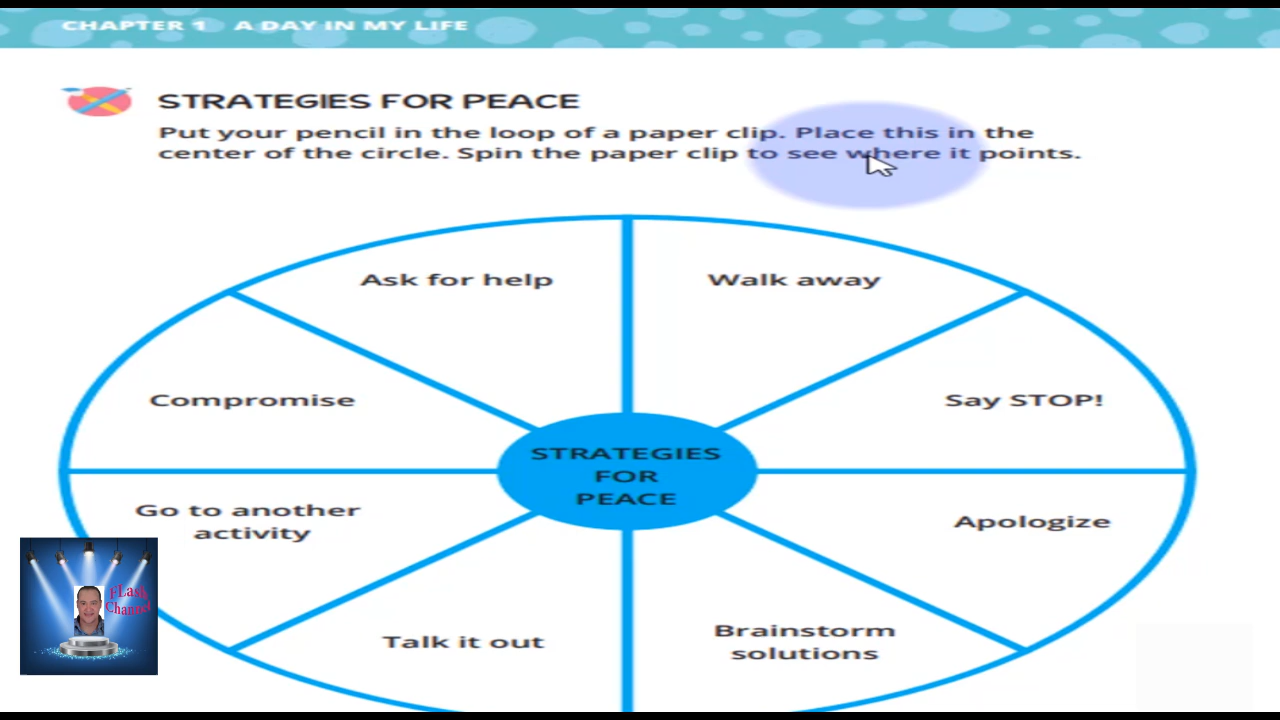 CHAPTER 1 A DAY IN MY LIFE
STRATEGIES FOR PEACE
Put your pencil in the loop of a paper clip. Place this in the
center of the circle. Spin the paper clip to see where it points.
Ask for help
Walk away
Compromise
Say STOP!
STRATEGIES
FOR
PEACE
Go to another
activity
Apologize
Talk it out
Brainstorm
solutions
FLash
Channel